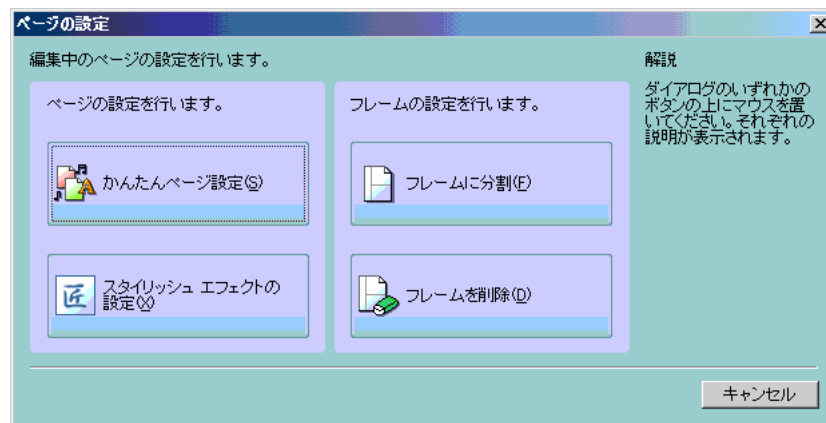 ページの設定
編集中のページの設定を行います。
ページの設定を行います。
かんたんページ設定(S)
匠
スタイリッシュ エフェクトの
設定(X)
フレームの設定を行います。
フレームに分割(F)
フレームを削除(D)
解説
ダイアログのいずれかの
ボタンの上にマウスを置
いてください。それぞれの
説明が表示されます。
キャンセル